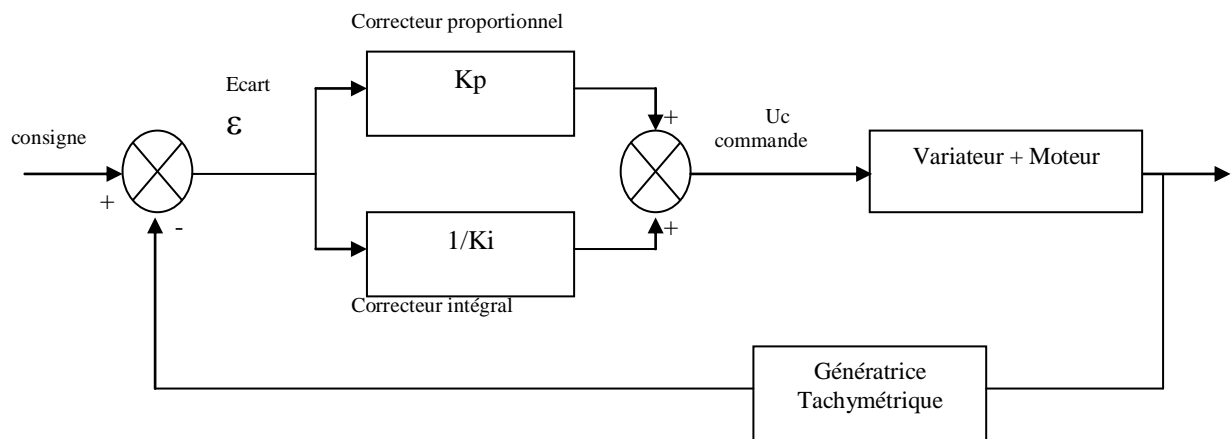 Correcteur proportionnel
Kp
Ecart
ε
consigne
+
-
+
Uc
commande
Variateur + Moteur
1/Ki
+
Correcteur intégral
Génératrice
Tachymétrique